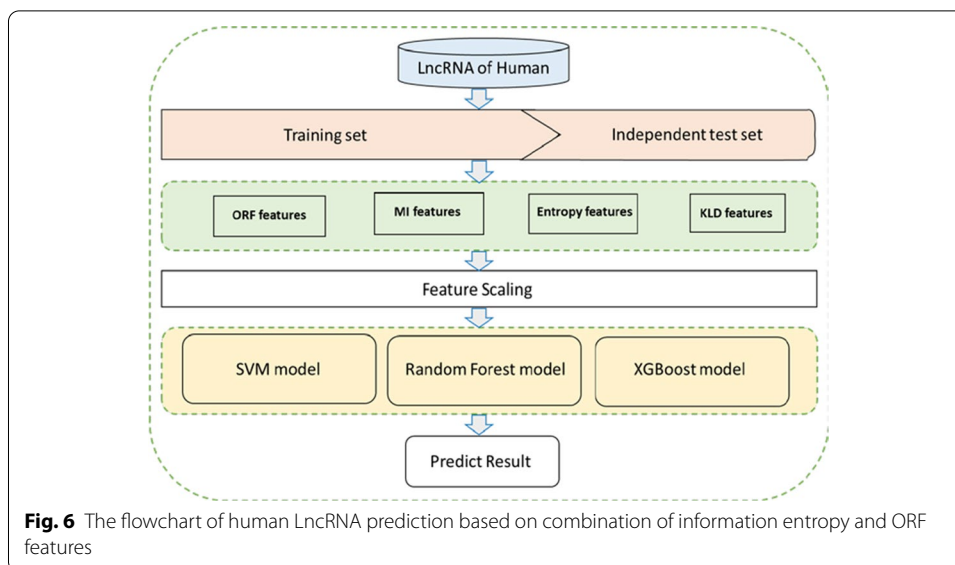 LncRNA of Human
Training set
Independent test set
ORF features
MI features
Entropy features
KLD features
Feature Scaling
SVM model
Random Forest model
XGBoost model
Predict Result
Fig. 6 The flowchart of human LncRNA prediction based on combination of information entropy and ORF
features